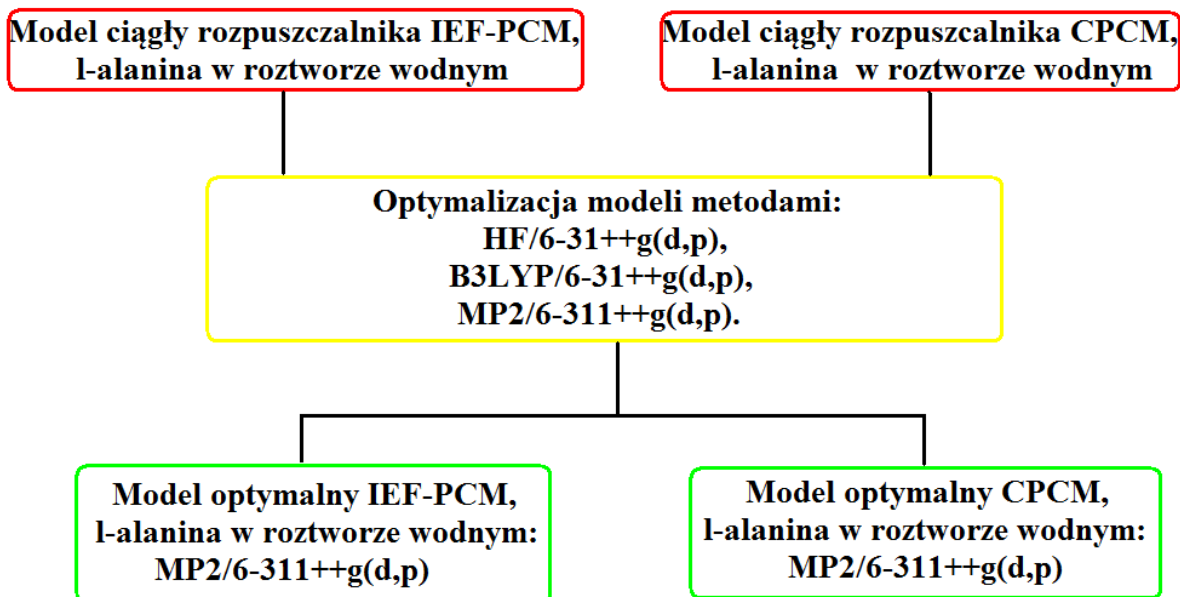 Model ciągły rozpuszczalnika IEF-PCM,
l-alanina w roztworze wodnym
Model ciągły rozpuscalnika CPCM,
l-alanina w roztworze wodnym
Optymalizacja modeli metodami:
HF/6-31++g(d,p),
B3LYP/6-31++g(d,p),
MP2/6-311++g(d,p).
Model optymalny IEF-PCM,
l-alanina w roztworze wodnym:
MP2/6-311++g(d,p)
Model optymalny CPCM,
l-alanina w roztworze wodnym:
MP2/6-311++g(d,p)